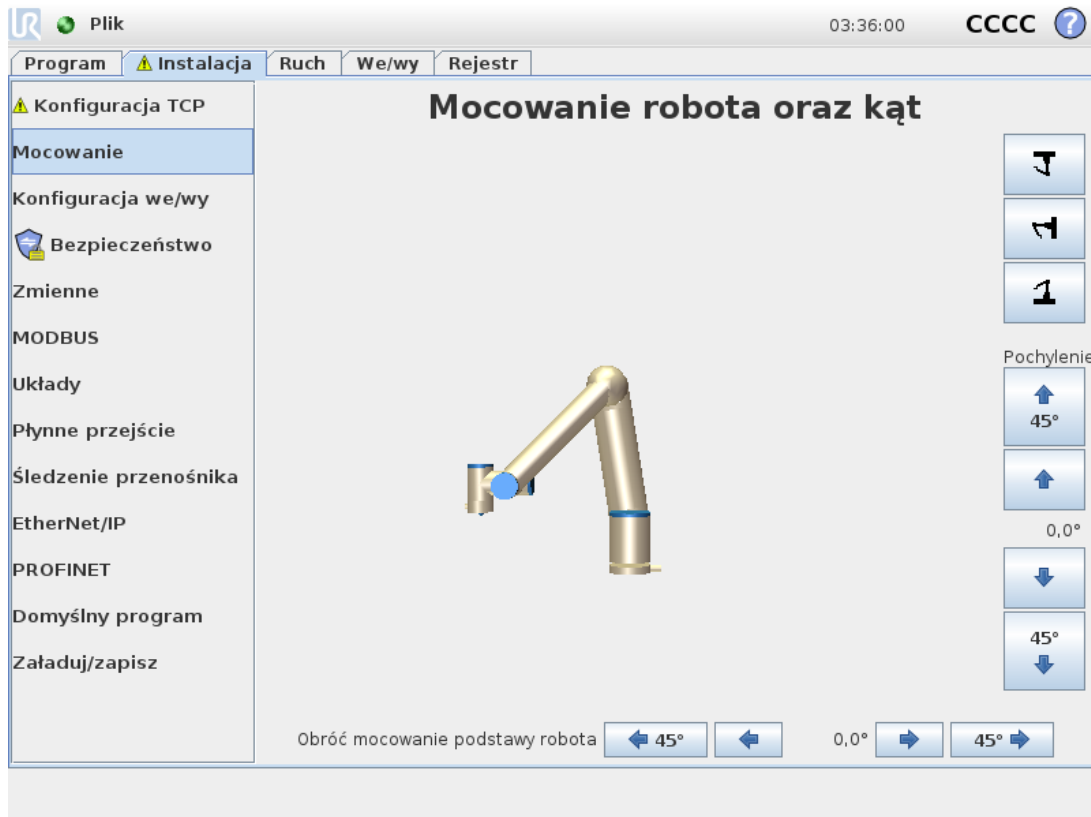 UR Plik 03:36:00 CCCC ?
Program Instalacja Ruch We/wy Rejestr
Konfiguracja TCP
Mocowanie
Konfiguracja we/wy
Bezpieczeństwo
Zmienne
MODBUS
Układy
Płynne przejście
Śledzenie przenośnika
EtherNet/IP
PROFINET
Domyślny program
Załaduj/zapisz
Mocowanie robota oraz kąt
Pochylenie
45°
0,0°
45°
Obróć mocowanie podstawy robota 45° 0,0° 45°